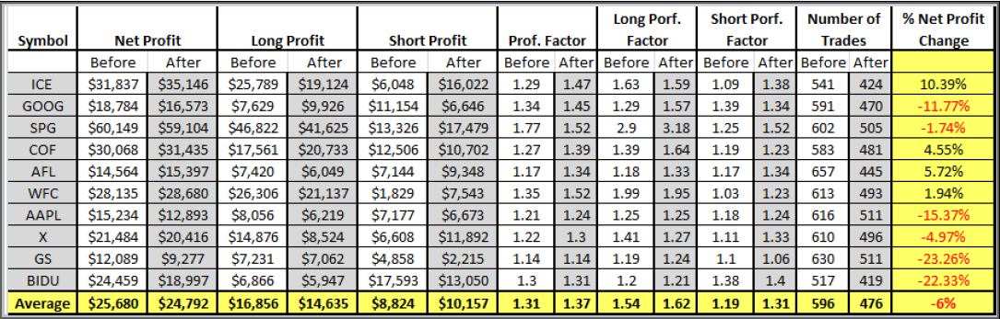 Long Porf. Short Porf. Number of % Net Profit
Symbol Net Profit Long Profit Short Profit Prof. Factor Factor Factor Trades Change
Before After Before After Before After Before After Before After Before After Before After
ICE $31,837 $35,146 $25,789 $19,124 $6,048 $16,022 1.29 1.47 1.63 1.59 1.09 1.38 541 424 10.39%
GOOG $18,784 $16,573 $7,629 $9,926 $11,154 $6,646 1.34 1.45 1.29 1.57 1.39 1.34 591 470 -11.77%
SPG $60,149 $59,104 $46,822 $41,625 $13,326 $17,479 1.77 1.52 2.9 3.18 1.25 1.52 602 505 -1.74%
COF $30,068 $31,435 $17,561 $20,733 $12,506 $10,702 1.27 1.39 1.39 1.64 1.19 1.23 583 481 4.55%
AFL $14,564 $15,397 $7,420 $6,049 $7,144 $9,348 1.17 1.34 1.18 1.33 1.17 1.34 657 445 5.72%
WFC $28,135 $28,680 $26,306 $21,137 $1,829 $7,543 1.35 1.52 1.99 1.95 1.03 1.23 613 493 1.94%
AAPL $15,234 $12,893 $8,056 $6,219 $7,177 $6,673 1.21 1.24 1.25 1.25 1.18 1.24 616 511 -15.37%
X $21,484 $20,416 $14,876 $8,524 $6,608 $11,892 1.22 1.3 1.41 1.27 1.11 1.33 610 496 -4.97%
GS $12,089 $9,277 $7,231 $7,062 $4,858 $2,215 1.14 1.14 1.19 1.24 1.1 1.06 630 511 -23.26%
BIDU $24,459 $18,997 $6,866 $5,947 $17,593 $13,050 1.3 1.31 1.2 1.21 1.38 1.4 517 419 -22.33%
Average $25,680 $24,792 $16,856 $14,635 $8,824 $10,157 1.31 1.37 1.54 1.62 1.19 1.31 596 476 -6%